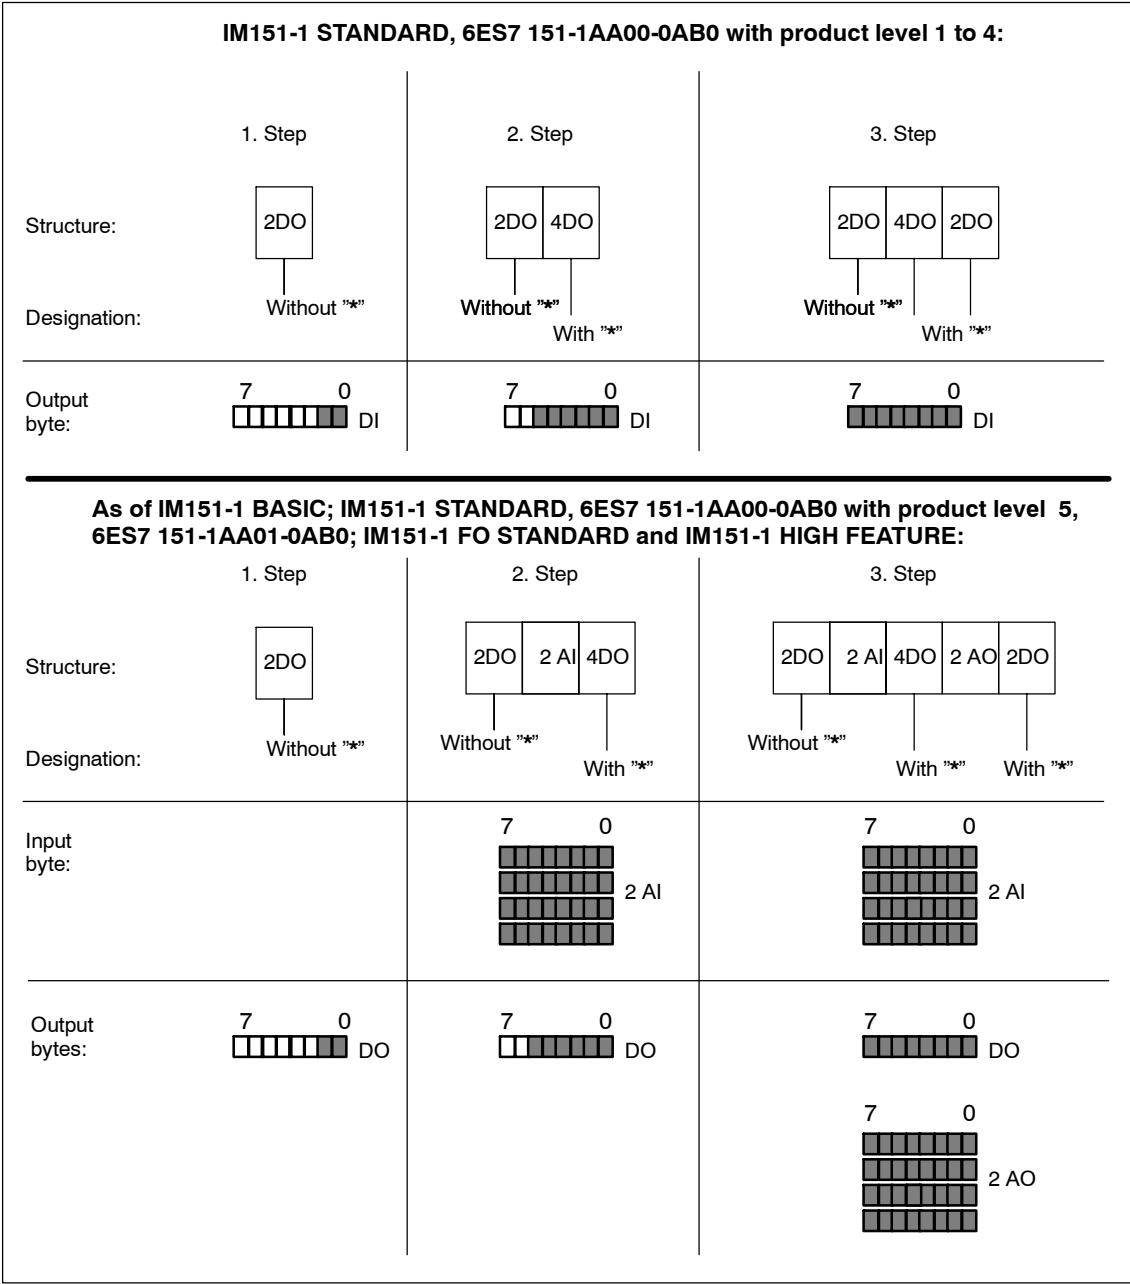 IM151-1 STANDARD, 6ES7 151-1AA00-0AB0 with product level 1 to 4:
1. Step 2. Step 3. Step
Structure: 2DO 2DO 4DO 2DO 4DO 2DO
Designation: Without ”*” Without ”*” With ”*” Without ”*” With ”*”
Output byte: 7 0 DI 7 0 DI 7 0 DI
As of IM151-1 BASIC; IM151-1 STANDARD, 6ES7 151-1AA00-0AB0 with product level 5,
6ES7 151-1AA01-0AB0; IM151-1 FO STANDARD and IM151-1 HIGH FEATURE:
1. Step 2. Step 3. Step
Structure: 2DO 2DO 2 AI 4DO 2DO 2 AI 4DO 2 AO 2DO
Designation: Without ”*” Without ”*” With ”*” Without ”*” With ”*” With ”*”
Input
byte:
7 0 2 AI 7 0 2 AI
Output
bytes:
7 0 DO 7 0 DO 7 0 DO
7 0 2 AO